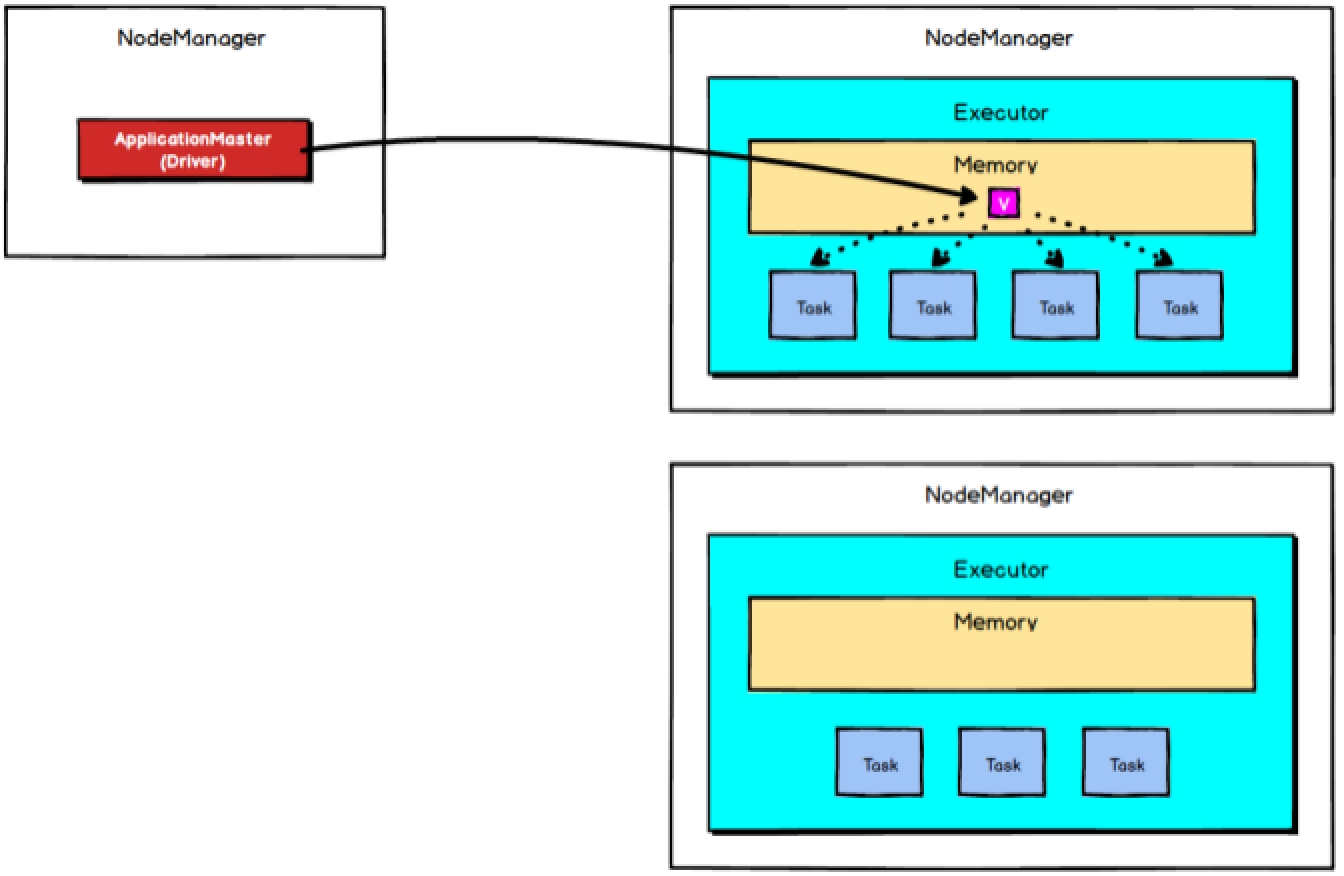 NodeManager
ApplicationMaster
(Driver)
NodeManager
Executor
Memory
V
Task
Task
Task
Task
NodeManager
Executor
Memory
Task
Task
Task